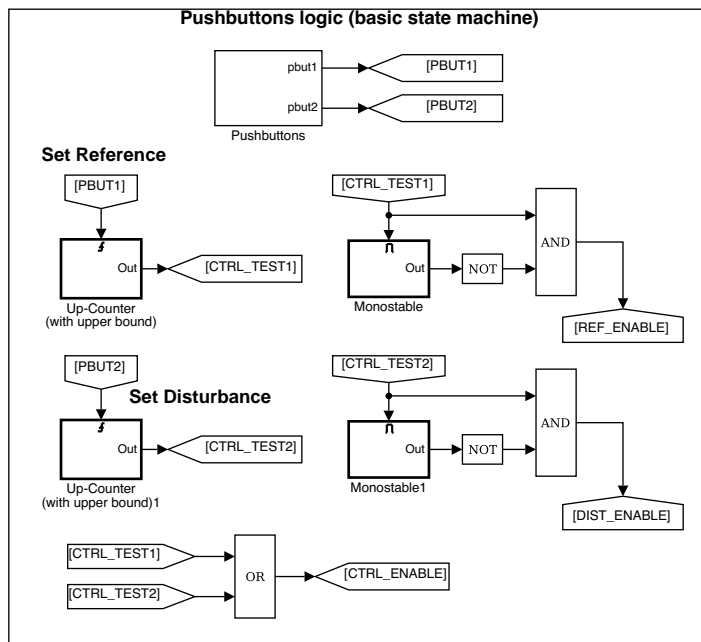 Pushbuttons logic (basic state machine)
pbut1
[PBUT1]
pbut2
[PBUT2]
Pushbuttons
Set Reference
[PBUT1]
[CTRL_TEST1]
Out
[CTRL_TEST1]
Up-Counter
(with upper bound)
Out
NOT
AND
Monostable
[REF_ENABLE]
[PBUT2]
[CTRL_TEST2]
Set Disturbance
Out
[CTRL_TEST2]
Up-Counter
(with upper bound)1
Out
NOT
AND
Monostable1
[DIST_ENABLE]
[CTRL_TEST1]
[CTRL_TEST2]
OR
[CTRL_ENABLE]